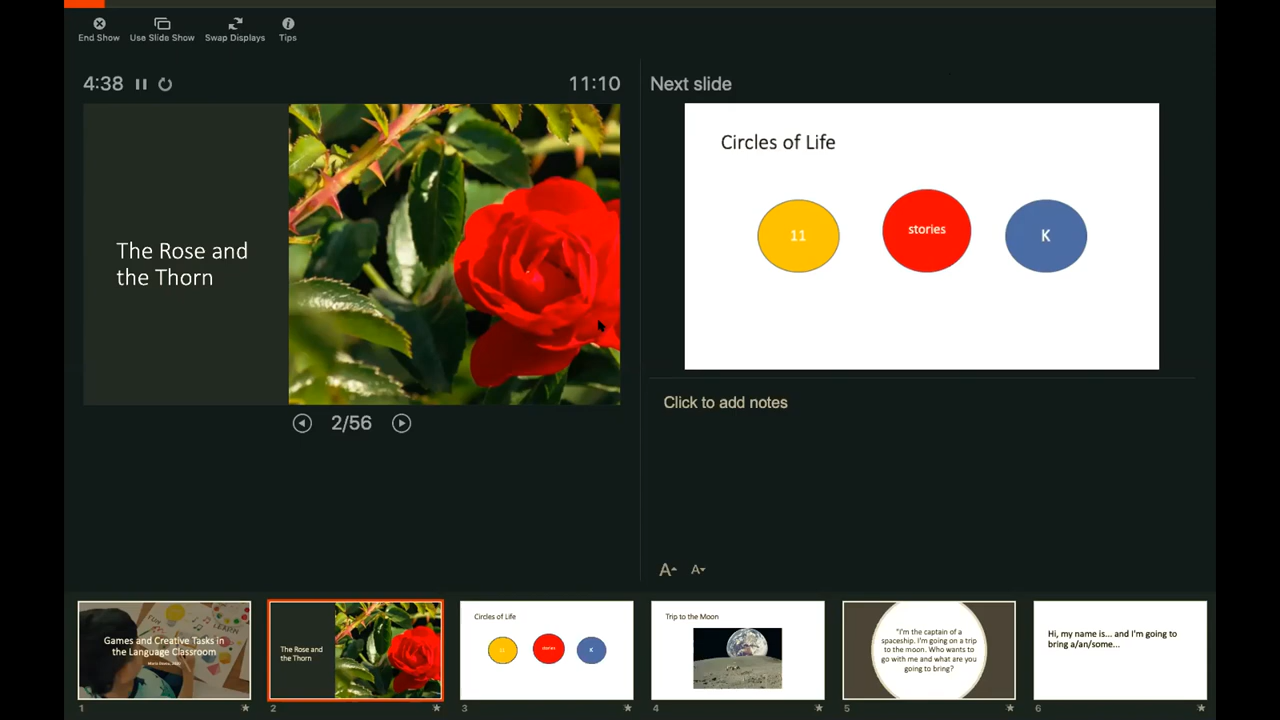 End Show
Use Slide Show
Swap Displays
Tips
4:38
11:10
The Rose and
the Thorn
2/56
Next slide
Circles of Life
11
stories
K
Click to add notes
A
A
Games and Creative Tasks in
the Language Classroom
1
The Rose and
the Thorn
2
Circles of Life
11
stories
K
3
Trip to the Moon
4
"I'm the captain of a
spaceship. I'm going on a trip
to the moon. Who wants to
go with me and what are you
going to bring?
5
Hi, my name is... and I'm going to
bring a/an/some...
6